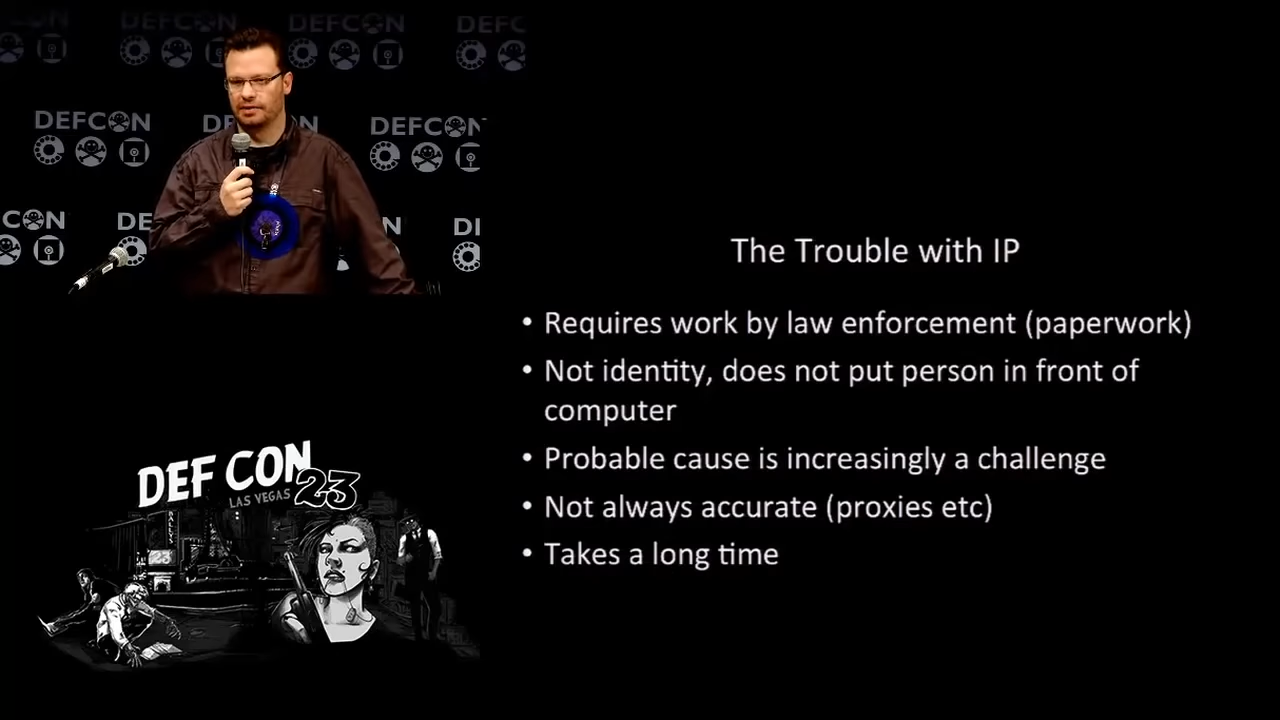 DEFCON
DEFCON
DEFCON
DEFCON
DEFCON
The Trouble with IP
• Requires work by law enforcement (paperwork)
• Not identity, does not put person in front of
computer
• Probable cause is increasingly a challenge
• Not always accurate (proxies etc)
• Takes a long time
DEF CON
LAS VEGAS 23
BALLYS